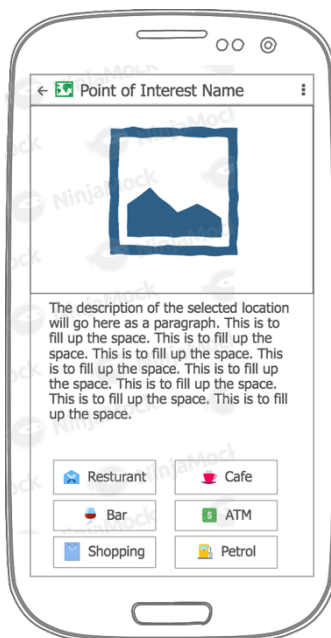 Point of Interest Name
The description of the selected location
will go here as a paragraph. This is to
fill up the space. This is to fill up the
space. This is to fill up the space. This
is to fill up the space. This is to fill up
the space. This is to fill up the space.
This is to fill up the space. This is to fill
up the space.
Resturant Cafe
Bar ATM
Shopping Petrol
NinjaMock